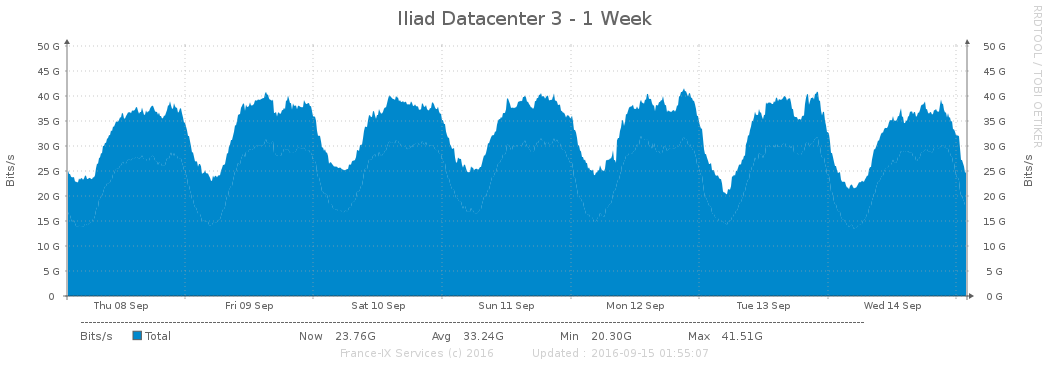 Iliad Datacenter 3 - 1 Week
RRDTOOL / TOBI OETIKER
Bits/s
50 G 50 G
45 G 45 G
40 G 40 G
35 G 35 G
30 G 30 G
25 G 25 G
20 G 20 G
15 G 15 G
10 G 10 G
5 G 5 G
0 0 G
Bits/s
Thu 08 Sep Fri 09 Sep Sat 10 Sep Sun 11 Sep Mon 12 Sep Tue 13 Sep Wed 14 Sep
Bits/s Total Now 23.76G Avg 33.24G Min 20.30G Max 41.51G
France-IX Services (c) 2016 Updated : 2016-09-15 01:55:07